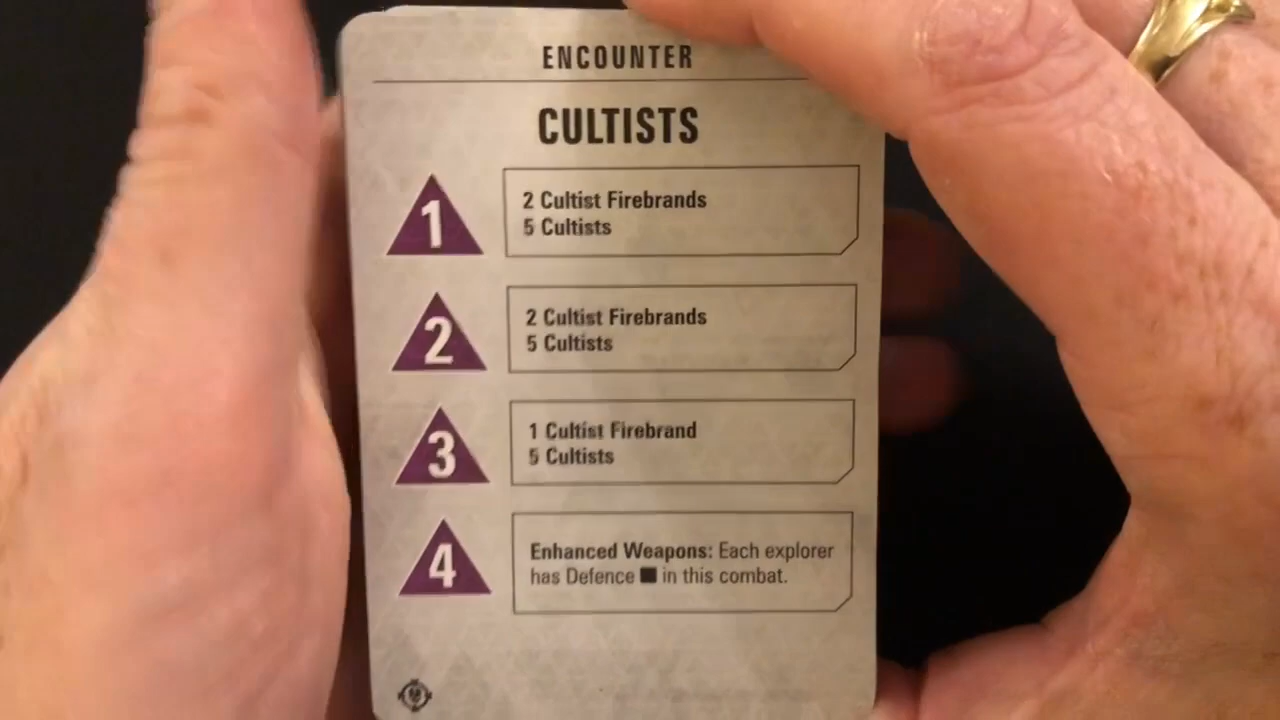 ENCOUNTER
CULTISTS
1
2 Cultist Firebrands
5 Cultists
2
2 Cultist Firebrands
5 Cultists
3
1 Cultist Firebrand
5 Cultists
4
Enhanced Weapons: Each explorer
has Defence ■ in this combat.